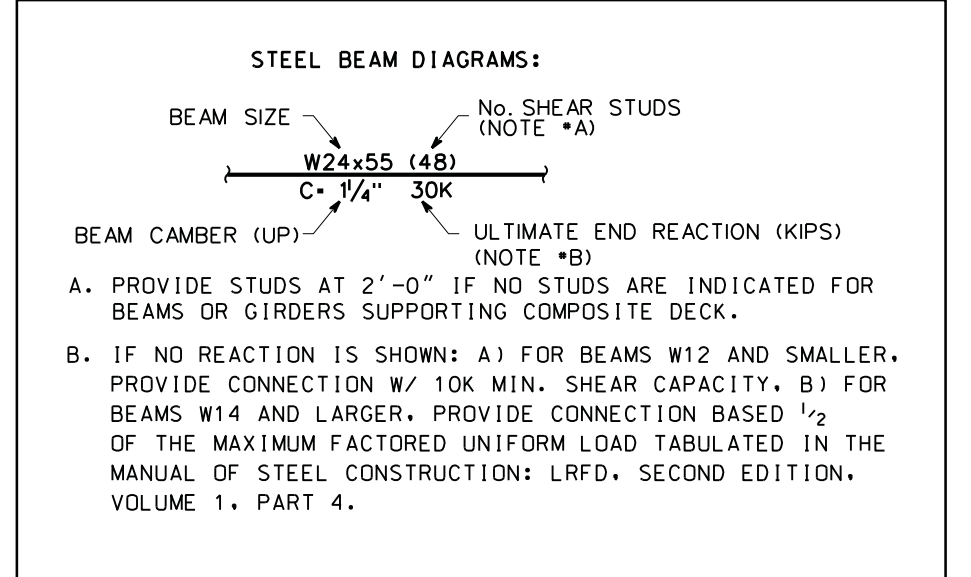 STEEL BEAM DIAGRAMS:
BEAM SIZE
No. SHEAR STUDS
(NOTE *A)
W24x55 (48)
C= 1 1/4" 30K
BEAM CAMBER (UP)
ULTIMATE END REACTION (KIPS)
(NOTE *B)
A. PROVIDE STUDS AT 2'-0" IF NO STUDS ARE INDICATED FOR
BEAMS OR GIRDERS SUPPORTING COMPOSITE DECK.
B. IF NO REACTION IS SHOWN: A) FOR BEAMS W12 AND SMALLER,
PROVIDE CONNECTION W/ 10K MIN. SHEAR CAPACITY, B) FOR
BEAMS W14 AND LARGER, PROVIDE CONNECTION BASED 1/2
OF THE MAXIMUM FACTORED UNIFORM LOAD TABULATED IN THE
MANUAL OF STEEL CONSTRUCTION: LRFD, SECOND EDITION,
VOLUME 1, PART 4.